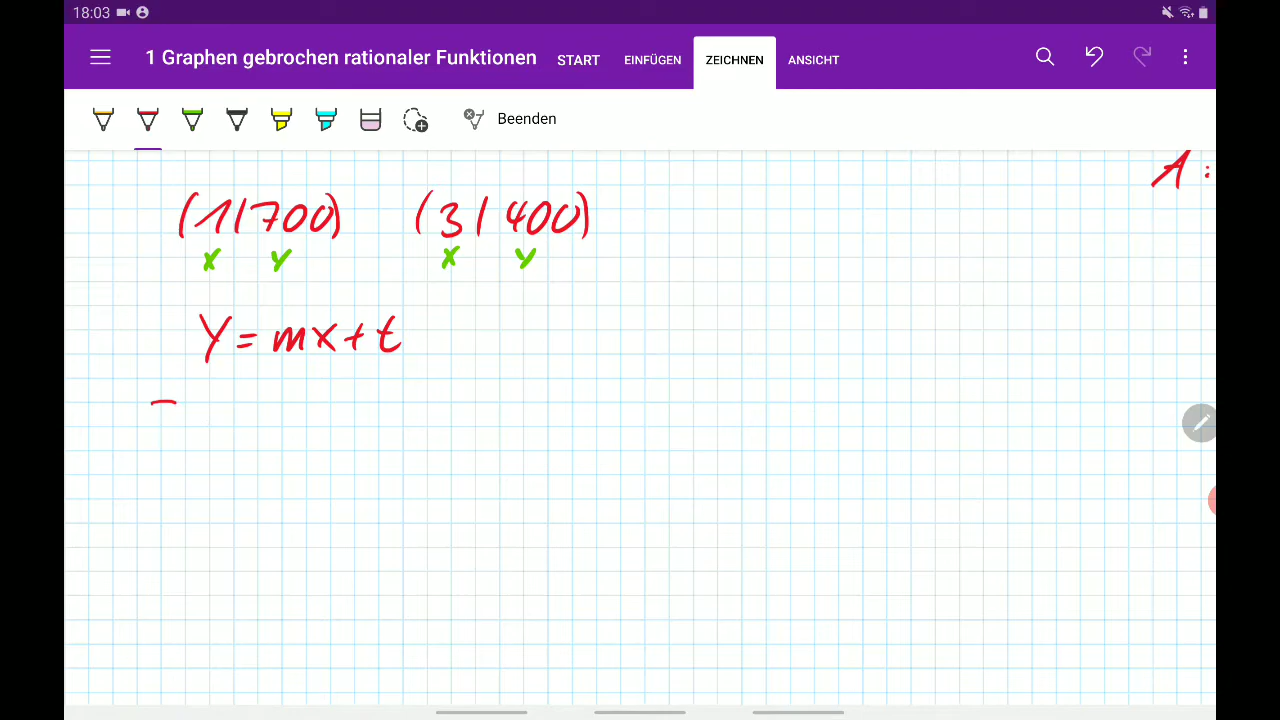 18:03
1 Graphen gebrochen rationaler Funktionen START EINFÜGEN ZEICHNEN ANSICHT
Beenden
A:
(1|700) (3|400)
x y x y
y = mx + t